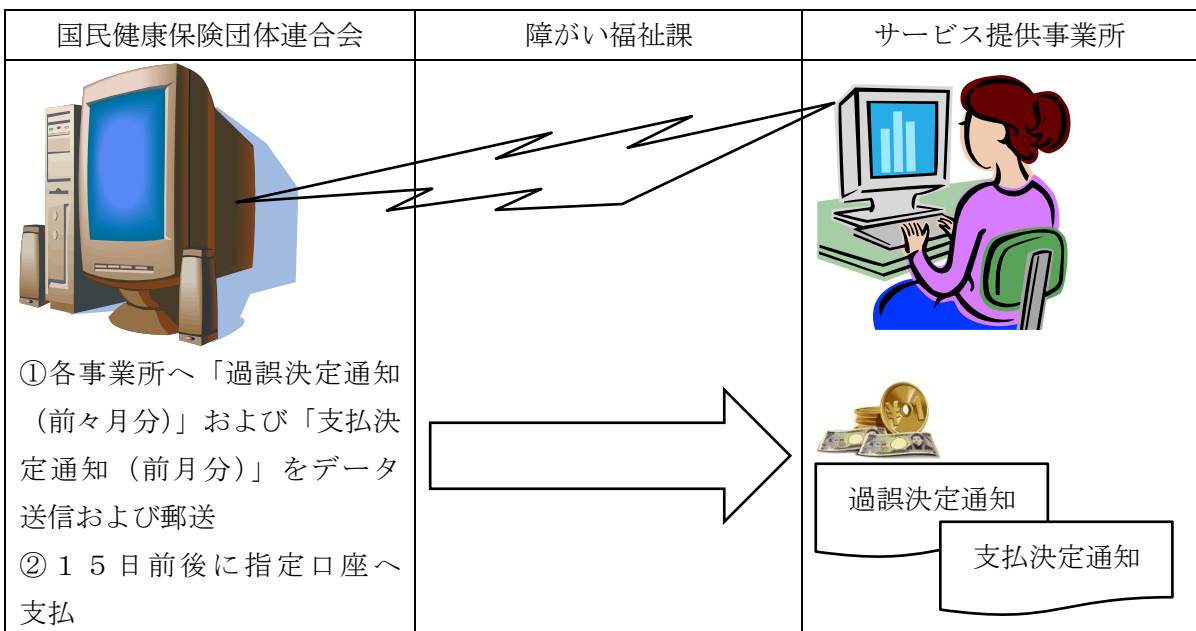 国民健康保険団体連合会
障がい福祉課
サービス提供事業所
①各事業所へ「過誤決定通知
（前々月分）」および「支払決
定通知（前月分）」をデータ
送信および郵送
②１５日前後に指定口座へ
支払
過誤決定通知
支払決定通知